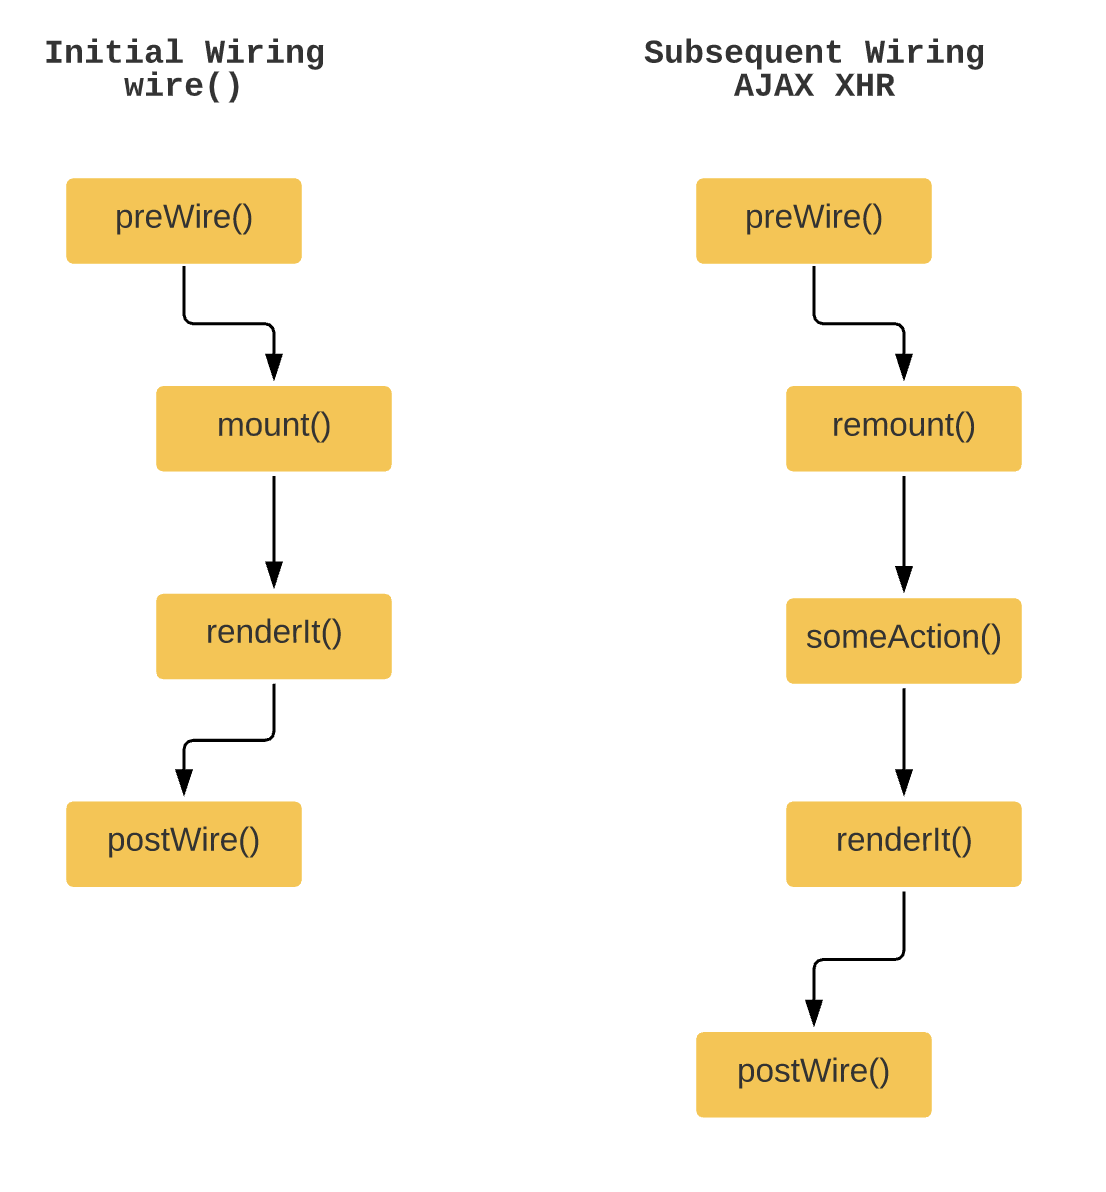 Initial Wiring
wire()
preWire()
mount()
renderIt()
postWire()
Subsequent Wiring
AJAX XHR
preWire()
remount()
someAction()
renderIt()
postWire()